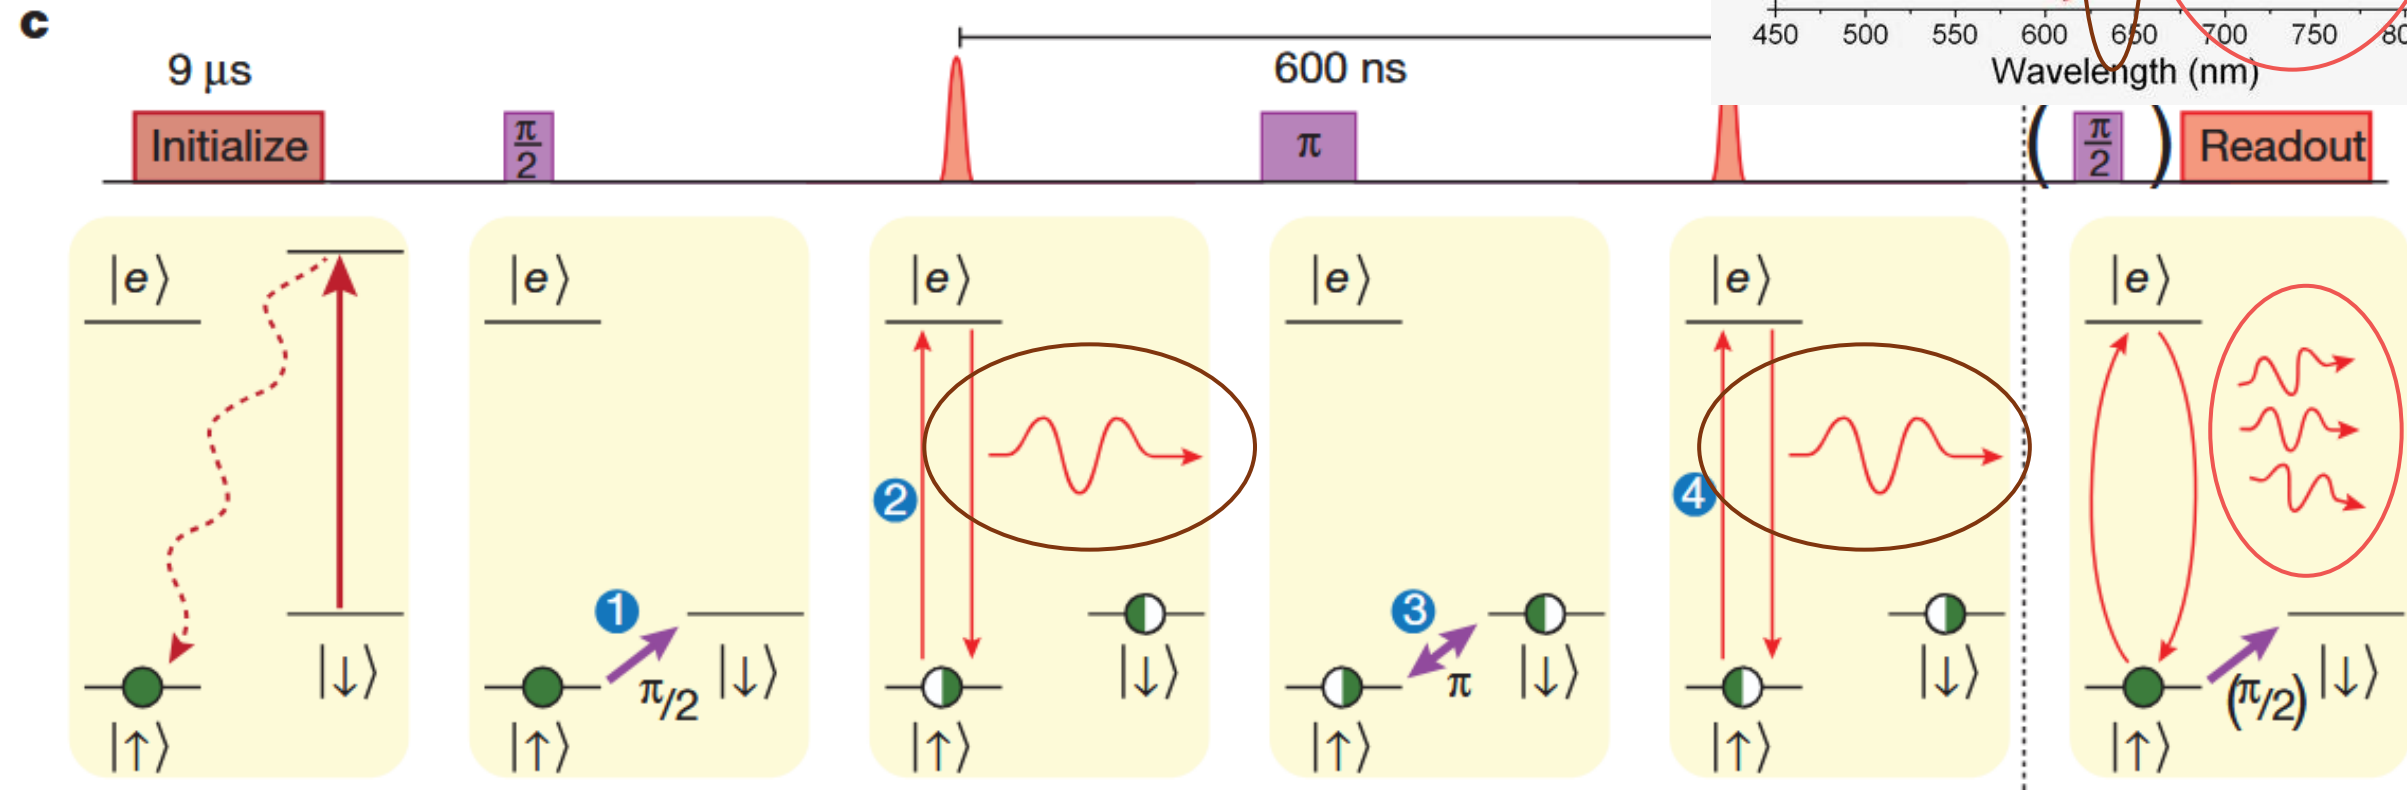 c
450 500 550 600 650 700 750
Wavelength (nm)
9 μs
600 ns
Initialize
π/2
π
( π/2 )
Readout
|e⟩
|↓⟩
|↑⟩
|e⟩
1
π/2
|↓⟩
|↑⟩
|e⟩
2
|↓⟩
|↑⟩
|e⟩
3
π
|↓⟩
|↑⟩
|e⟩
4
|↓⟩
|↑⟩
|e⟩
(π/2)
|↓⟩
|↑⟩